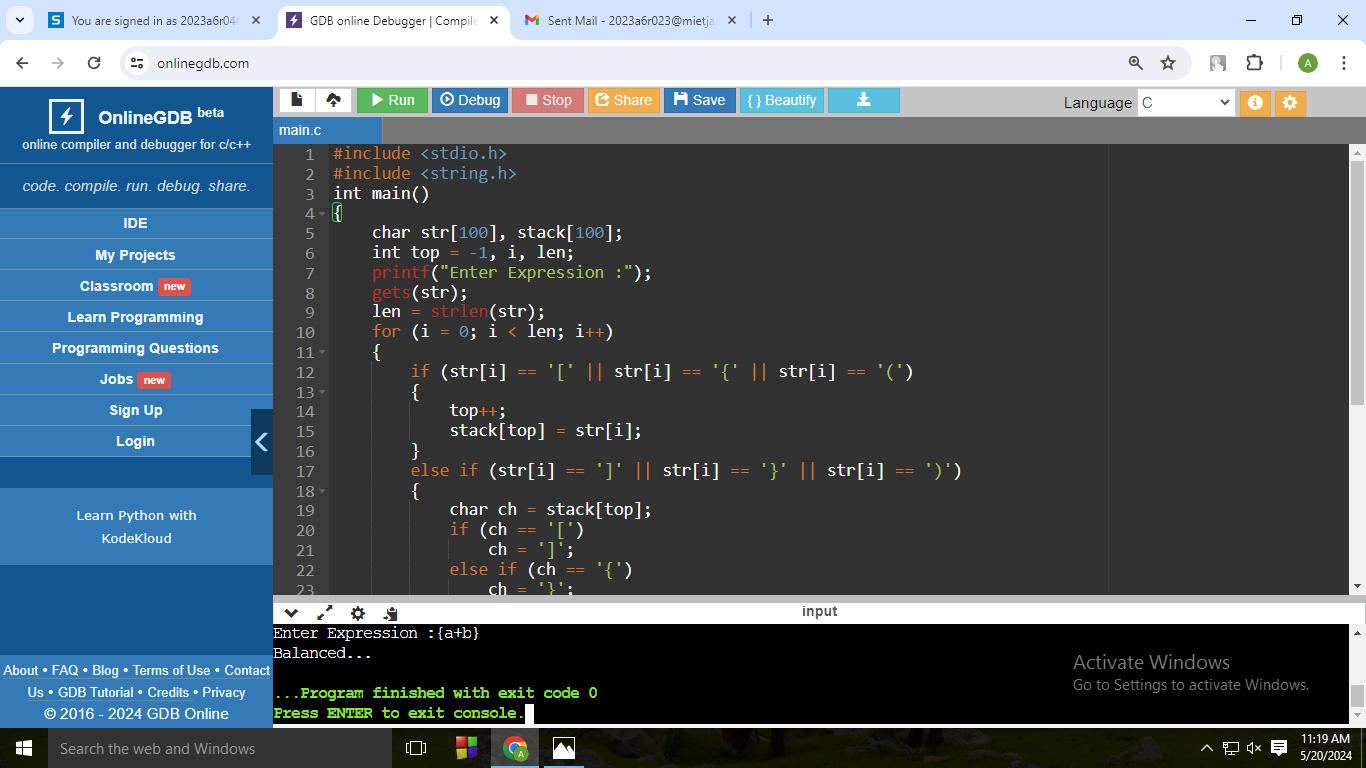 You are signed in as 2023a6r04
GDB online Debugger | Compile
Sent Mail - 2023a6r023@mietja
onlinegdb.com
A
OnlineGDB beta
online compiler and debugger for c/c++
code. compile. run. debug. share.
IDE
My Projects
Classroom new
Learn Programming
Programming Questions
Jobs new
Sign Up
Login
Learn Python with
KodeKloud
About • FAQ • Blog • Terms of Use • Contact
Us • GDB Tutorial • Credits • Privacy
© 2016 - 2024 GDB Online
Run Debug Stop Share Save { } Beautify
Language C
main.c
1 #include <stdio.h>
2 #include <string.h>
3 int main()
4 {
5 char str[100], stack[100];
6 int top = -1, i, len;
7 printf("Enter Expression :");
8 gets(str);
9 len = strlen(str);
10 for (i = 0; i < len; i++)
11 {
12 if (str[i] == '[' || str[i] == '{' || str[i] == '(')
13 {
14 top++;
15 stack[top] = str[i];
16 }
17 else if (str[i] == ']' || str[i] == '}' || str[i] == ')')
18 {
19 char ch = stack[top];
20 if (ch == '[')
21 ch = ']';
22 else if (ch == '{')
23 ch = '}';
input
Enter Expression :{a+b}
Balanced...
...Program finished with exit code 0
Press ENTER to exit console.
Activate Windows
Go to Settings to activate Windows.
Search the web and Windows
A
11:19 AM
5/20/2024